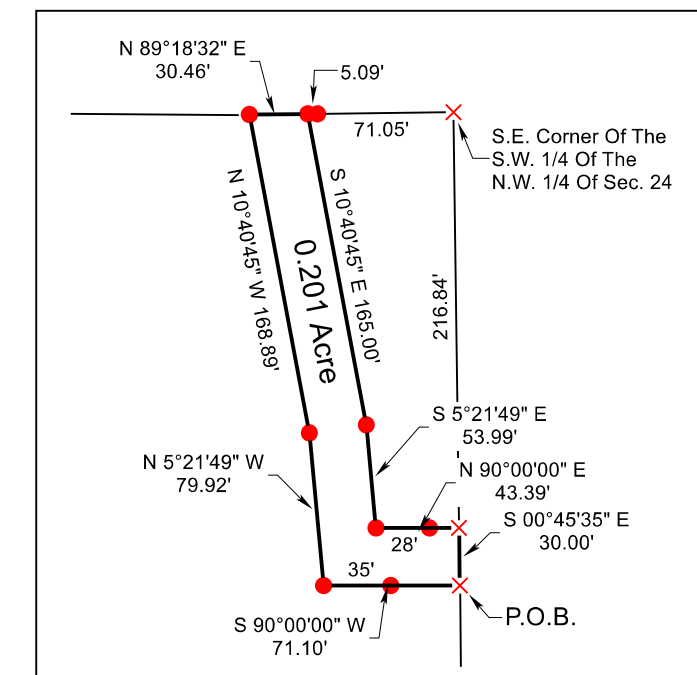 N 89°18'32" E
30.46'
5.09'
71.05'
S.E. Corner Of The
S.W. 1/4 Of The
N.W. 1/4 Of Sec. 24
N 10°40'45" W 168.89'
0.201 Acre
S 10°40'45" E 165.00'
216.84'
S 5°21'49" E
53.99'
N 5°21'49" W
79.92'
N 90°00'00" E
43.39'
S 00°45'35" E
30.00'
28'
35'
S 90°00'00" W
71.10'
P.O.B.